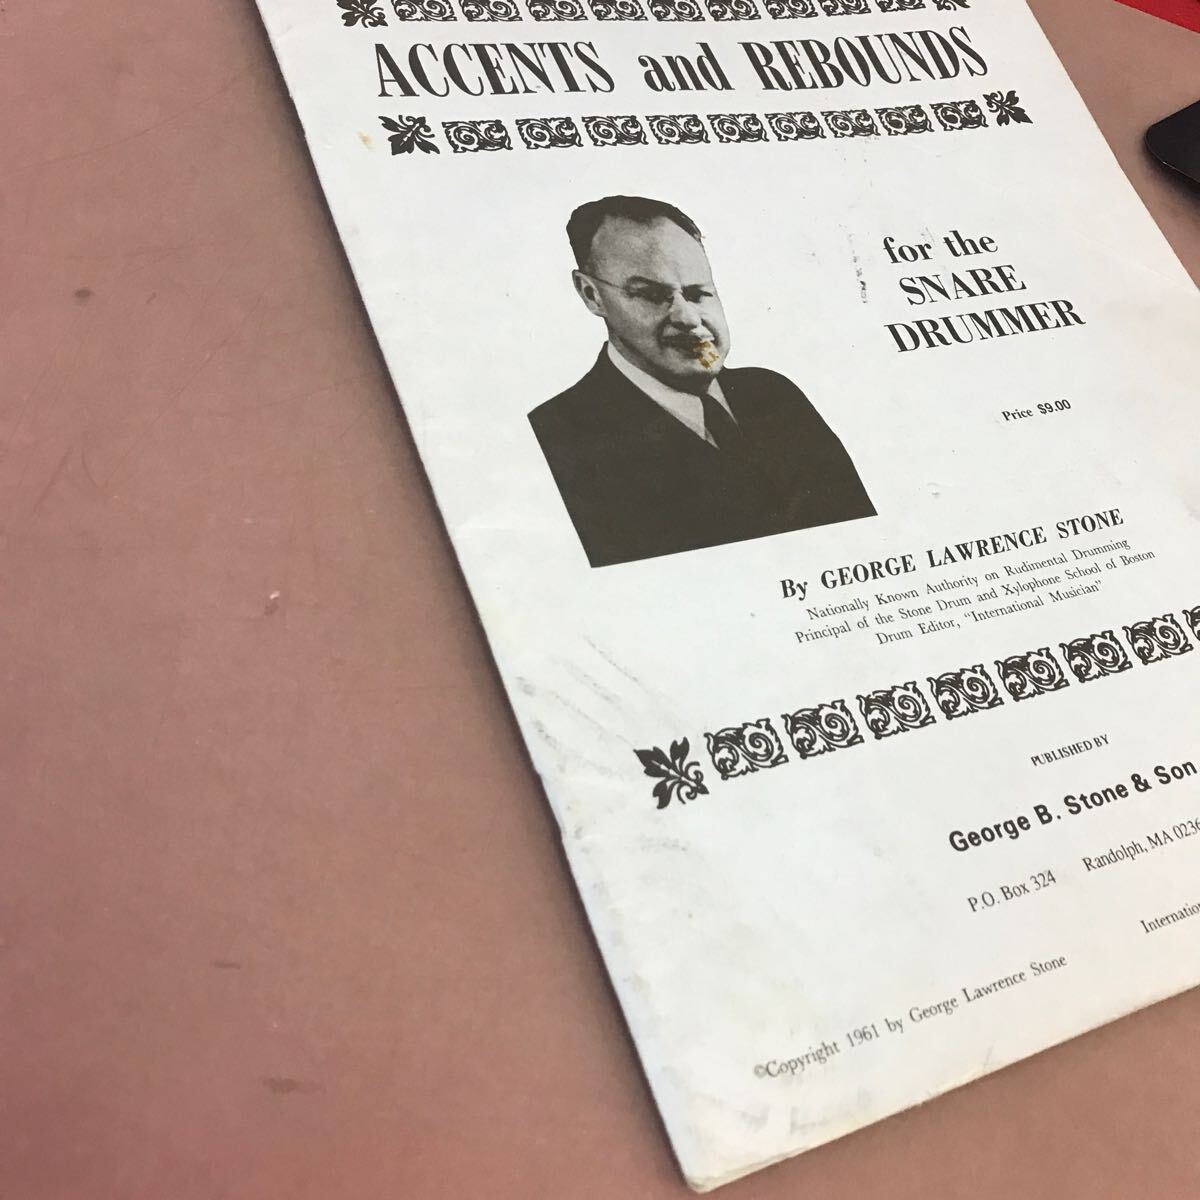 ACCENTS and REBOUNDS
for the
SNARE
DRUMMER
Price $9.00
By GEORGE LAWRENCE STONE
Nationally Known Authority on Rudimental Drumming
Principal of the Stone Drum and Xylophone School of Boston
Drum Editor, "International Musician"
PUBLISHED BY
George B. Stone & Son
P.O. Box 324 Randolph, MA
©Copyright 1961 by George Lawrence Stone